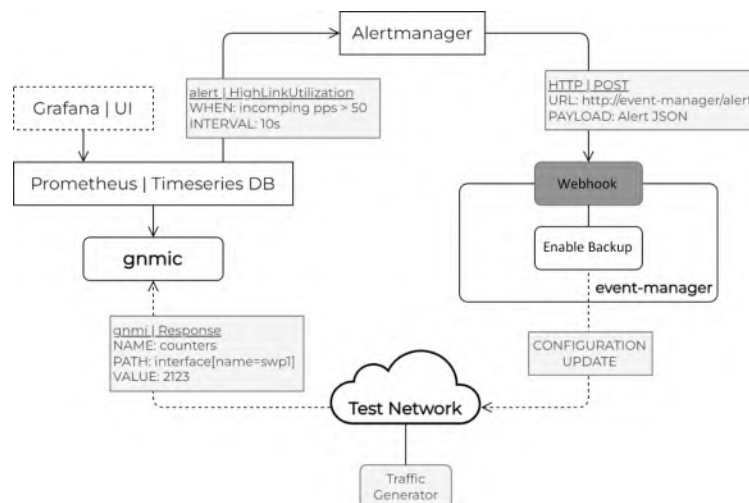 Alertmanager
alert | HighLinkUtilization
WHEN: incomping pps > 50
INTERVAL: 10s
HTTP | POST
URL: http://event-manager/alert
PAYLOAD: Alert JSON
Grafana | UI
Prometheus | Timeseries DB
Webhook
gnmic
Enable Backup
event-manager
gnmi | Response
NAME: counters
PATH: interface[name=swp1]
VALUE: 2123
CONFIGURATION
UPDATE
Test Network
Traffic
Generator